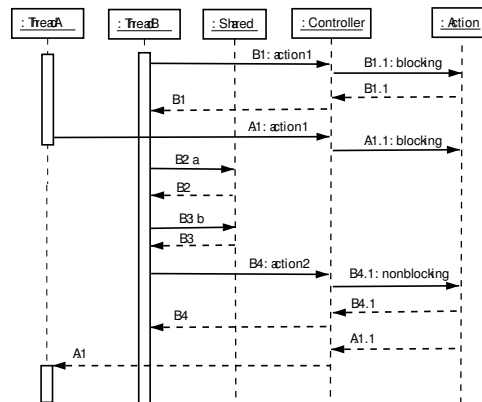 : ThreadA
: ThreadB
: Shared
: Controller
: Action
B1: action1
B1.1: blocking
B1.1
B1
A1: action1
A1.1: blocking
B2 a
B2
B3 b
B3
B4: action2
B4.1: nonblocking
B4.1
B4
A1.1
A1